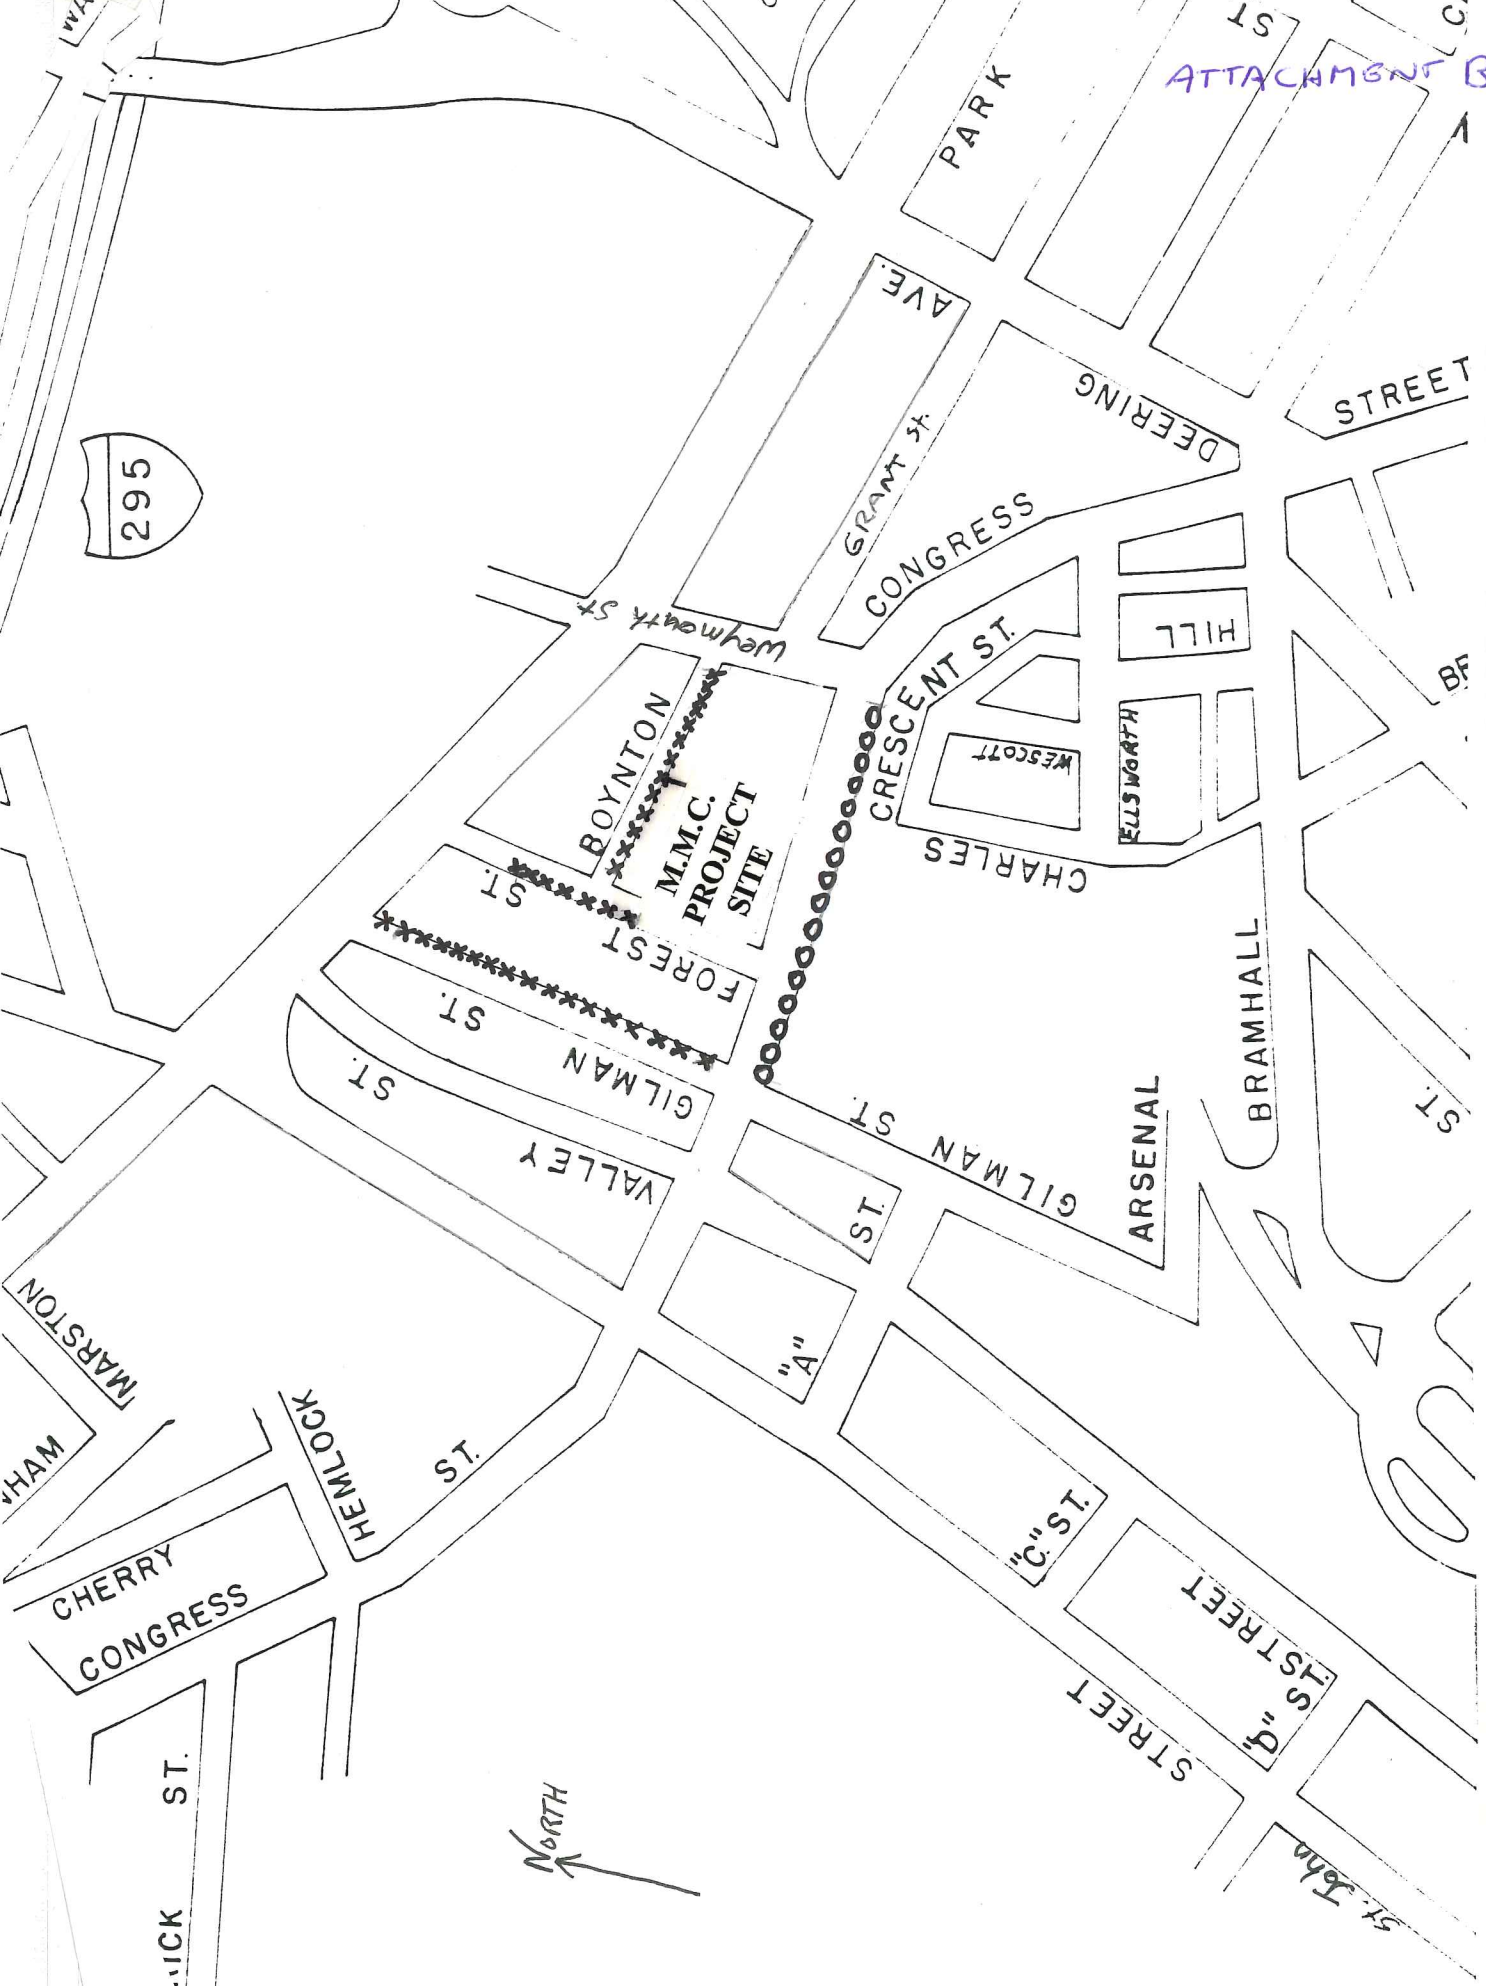 ST
ATTACHMENT B
PARK
AVE.
STREET
DEERING
295
GRANT St.
CONGRESS
Weymouth St
HILL
CRESCENT ST.
BOYNTON
WESCOTT
ELLSWORTH
M.M.C.
PROJECT
SITE
CHARLES
FOREST ST.
BRAMHALL
GILMAN ST.
VALLEY ST.
GILMAN ST.
ARSENAL
ST.
ST.
"A"
MARSTON
HEMLOCK
ST.
CHERRY
CONGRESS
"C" ST.
STREET
"D" ST.
STREET
ST.
NORTH
St. John